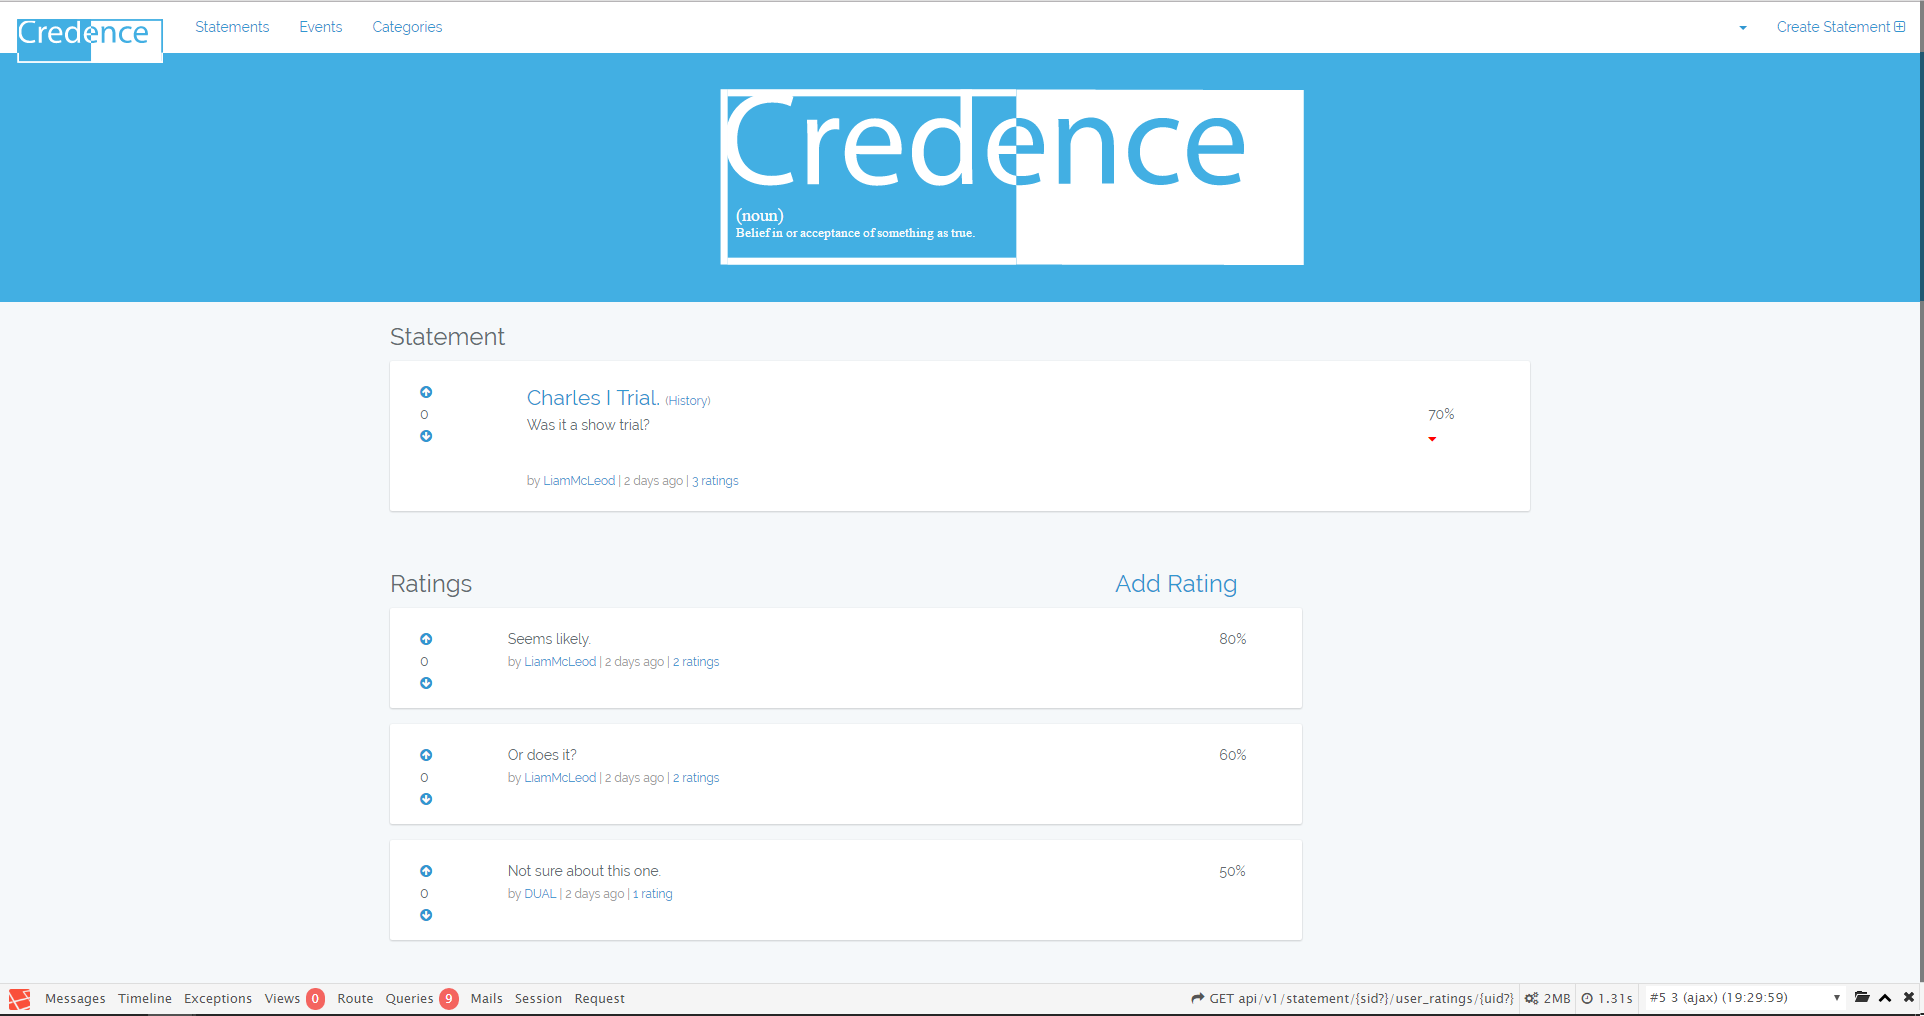 Credence
Statements
Events
Categories
Create Statement
Credence
(noun)
Belief in or acceptance of something as true.
Statement
0
Charles I Trial. (History)
Was it a show trial?
by LiamMcLeod | 2 days ago | 3 ratings
70%
Ratings
Add Rating
0
Seems likely.
by LiamMcLeod | 2 days ago | 2 ratings
80%
0
Or does it?
by LiamMcLeod | 2 days ago | 2 ratings
60%
0
Not sure about this one.
by DUAL | 2 days ago | 1 rating
50%
Messages Timeline Exceptions Views 0 Route Queries 9 Mails Session Request
GET api/v1/statement/{sid?}/user_ratings/{uid?} 2MB 1.31s #5 3 (ajax) (19:29:59)